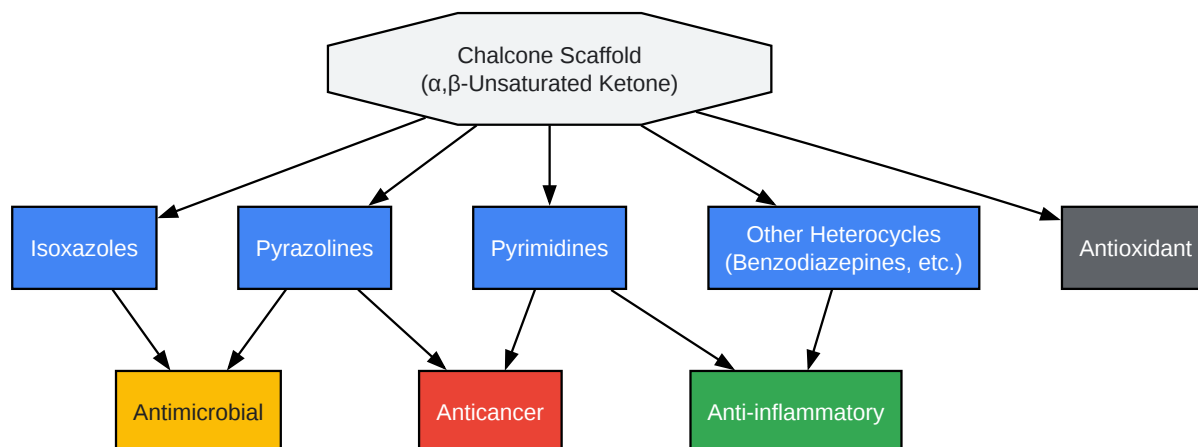 Chalcone Scaffold
(α,β-Unsaturated Ketone)
Isoxazoles
Pyrazolines
Pyrimidines
Other Heterocycles
(Benzodiazepines, etc.)
Antioxidant
Antimicrobial
Anticancer
Anti-inflammatory